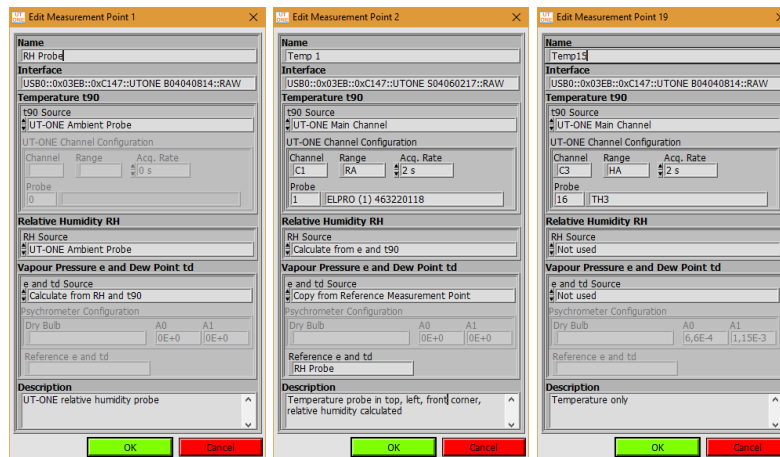 Edit Measurement Point 1
Name
RH Probe
Interface
USB0::0x03EB::0xC147::UTONE B04040814::RAW
Temperature t90
t90 Source
UT-ONE Ambient Probe
UT-ONE Channel Configuration
Channel Range Acq. Rate
0 s
Probe
0
Relative Humidity RH
RH Source
UT-ONE Ambient Probe
Vapour Pressure e and Dew Point td
e and td Source
Calculate from RH and t90
Psychrometer Configuration
Dry Bulb A0 A1
0E+0 0E+0
Reference e and td
Description
UT-ONE relative humidity probe
OK Cancel
Edit Measurement Point 2
Name
Temp 1
Interface
USB0::0x03EB::0xC147::UTONE S04060217::RAW
Temperature t90
t90 Source
UT-ONE Main Channel
UT-ONE Channel Configuration
Channel Range Acq. Rate
C1 RA 2 s
Probe
1 ELPRO (1) 463220118
Relative Humidity RH
RH Source
Calculate from e and t90
Vapour Pressure e and Dew Point td
e and td Source
Copy from Reference Measurement Point
Psychrometer Configuration
Dry Bulb A0 A1
0E+0 0E+0
Reference e and td
RH Probe
Description
Temperature probe in top, left, front corner,
relative humidity calculated
OK Cancel
Edit Measurement Point 19
Name
Temp15
Interface
USB0::0x03EB::0xC147::UTONE B04040814::RAW
Temperature t90
t90 Source
UT-ONE Main Channel
UT-ONE Channel Configuration
Channel Range Acq. Rate
C3 HA 2 s
Probe
16 TH3
Relative Humidity RH
RH Source
Not used
Vapour Pressure e and Dew Point td
e and td Source
Not used
Psychrometer Configuration
Dry Bulb A0 A1
6,6E-4 1,15E-3
Reference e and td
Description
Temperature only
OK Cancel